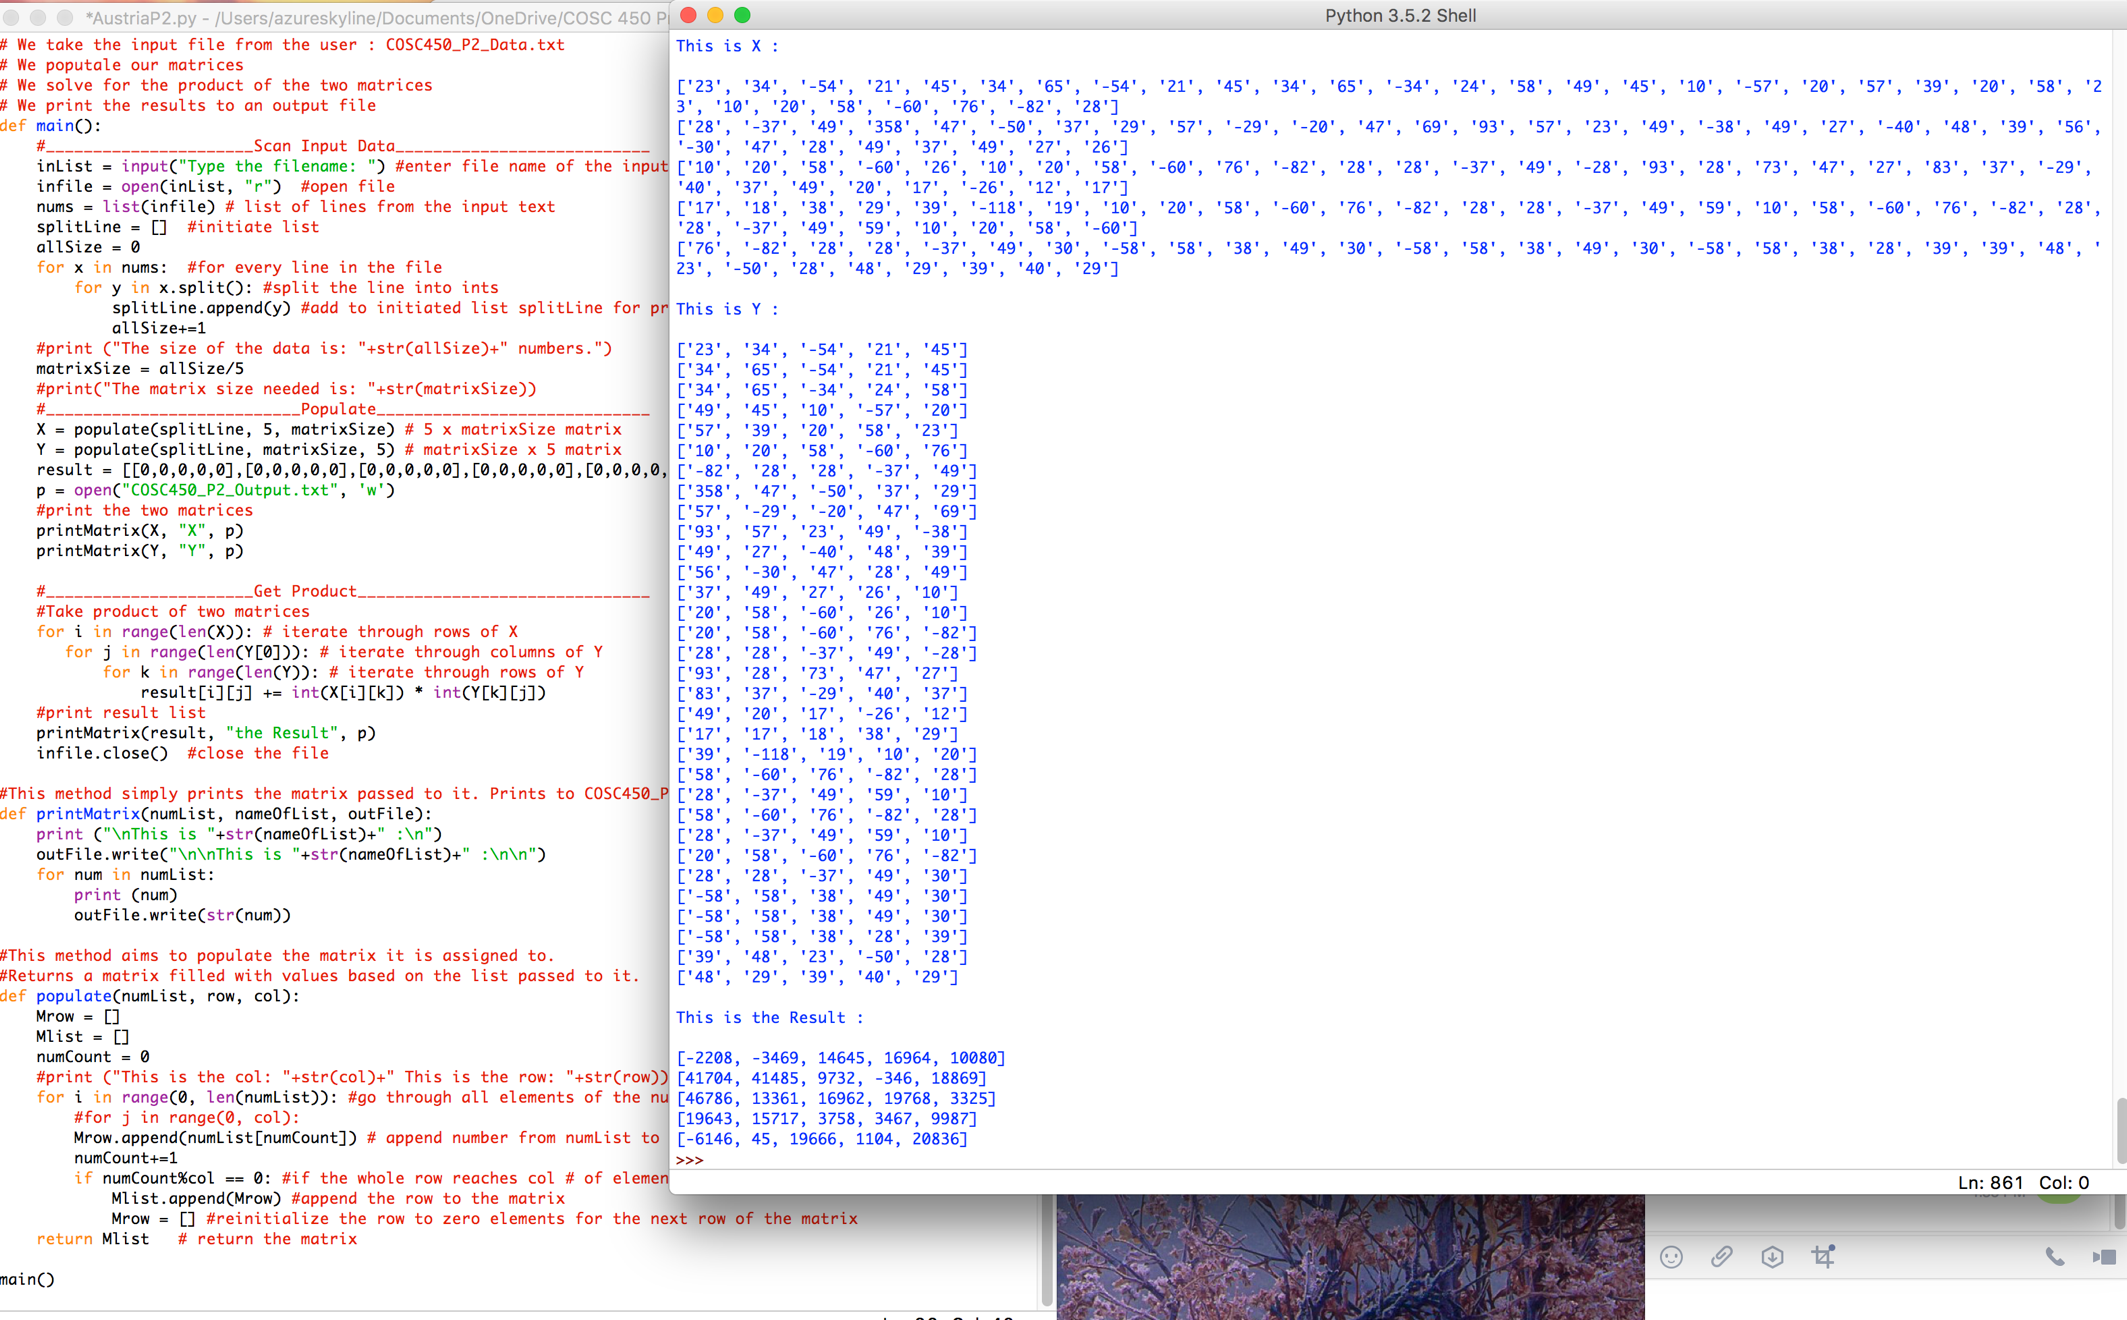 *AustriaP2.py - /Users/azureskyline/Documents/OneDrive/COSC 450
# We take the input file from the user : COSC450_P2_Data.txt
# We poputale our matrices
# We solve for the product of the two matrices
# We print the results to an output file
def main():
#______________________Scan Input Data___________________________
inList = input("Type the filename: ") #enter file name of the input
infile = open(inList, "r")  #open file
nums = list(infile) # list of lines from the input text
splitLine = []  #initiate list
allSize = 0
for x in nums:  #for every line in the file
for y in x.split(): #split the line into ints
splitLine.append(y) #add to initiated list splitLine for
allSize+=1
#print ("The size of the data is: "+str(allSize)+" numbers.")
matrixSize = allSize/5
#print("The matrix size needed is: "+str(matrixSize))
#___________________________Populate_____________________________
X = populate(splitLine, 5, matrixSize) # 5 x matrixSize matrix
Y = populate(splitLine, matrixSize, 5) # matrixSize x 5 matrix
result = [[0,0,0,0,0],[0,0,0,0,0],[0,0,0,0,0],[0,0,0,0,0],[0,0,0,0,
p = open("COSC450_P2_Output.txt", 'w')
#print the two matrices
printMatrix(X, "X", p)
printMatrix(Y, "Y", p)
#______________________Get Product_______________________________
#Take product of two matrices
for i in range(len(X)): # iterate through rows of X
for j in range(len(Y[0])): # iterate through columns of Y
for k in range(len(Y)): # iterate through rows of Y
result[i][j] += int(X[i][k]) * int(Y[k][j])
#print result list
printMatrix(result, "the Result", p)
infile.close()  #close the file
#This method simply prints the matrix passed to it. Prints to COSC450_P
def printMatrix(numList, nameOfList, outFile):
print ("\nThis is "+str(nameOfList)+" :\n")
outFile.write("\n\nThis is "+str(nameOfList)+" :\n\n")
for num in numList:
print (num)
outFile.write(str(num))
#This method aims to populate the matrix it is assigned to.
#Returns a matrix filled with values based on the list passed to it.
def populate(numList, row, col):
Mrow = []
Mlist = []
numCount = 0
#print ("This is the col: "+str(col)+" This is the row: "+str(row))
for i in range(0, len(numList)): #go through all elements of the nu
#for j in range(0, col):
Mrow.append(numList[numCount]) # append number from numList to
numCount+=1
if numCount%col == 0: #if the whole row reaches col # of elemen
Mlist.append(Mrow) #append the row to the matrix
Mrow = [] #reinitialize the row to zero elements for the next row of the matrix
return Mlist   # return the matrix
main()
Python 3.5.2 Shell
This is X :
['23', '34', '-54', '21', '45', '34', '65', '-54', '21', '45', '34', '65', '-34', '24', '58', '49', '45', '10', '-57', '20', '57', '39', '20', '58', '2
3', '10', '20', '58', '-60', '76', '-82', '28']
['28', '-37', '49', '358', '47', '-50', '37', '29', '57', '-29', '-20', '47', '69', '93', '57', '23', '49', '-38', '49', '27', '-40', '48', '39', '56',
'-30', '47', '28', '49', '37', '49', '27', '26']
['10', '20', '58', '-60', '26', '10', '20', '58', '-60', '76', '-82', '28', '28', '-37', '49', '-28', '93', '28', '73', '47', '27', '83', '37', '-29',
'40', '37', '49', '20', '17', '-26', '12', '17']
['17', '18', '38', '29', '39', '-118', '19', '10', '20', '58', '-60', '76', '-82', '28', '28', '-37', '49', '59', '10', '58', '-60', '76', '-82', '28',
'28', '-37', '49', '59', '10', '20', '58', '-60']
['76', '-82', '28', '28', '-37', '49', '30', '-58', '58', '38', '49', '30', '-58', '58', '38', '49', '30', '-58', '58', '38', '28', '39', '39', '48', '
23', '-50', '28', '48', '29', '39', '40', '29']
This is Y :
['23', '34', '-54', '21', '45']
['34', '65', '-54', '21', '45']
['34', '65', '-34', '24', '58']
['49', '45', '10', '-57', '20']
['57', '39', '20', '58', '23']
['10', '20', '58', '-60', '76']
['-82', '28', '28', '-37', '49']
['358', '47', '-50', '37', '29']
['57', '-29', '-20', '47', '69']
['93', '57', '23', '49', '-38']
['49', '27', '-40', '48', '39']
['56', '-30', '47', '28', '49']
['37', '49', '27', '26', '10']
['20', '58', '-60', '26', '10']
['20', '58', '-60', '76', '-82']
['28', '28', '-37', '49', '-28']
['93', '28', '73', '47', '27']
['83', '37', '-29', '40', '37']
['49', '20', '17', '-26', '12']
['17', '17', '18', '38', '29']
['39', '-118', '19', '10', '20']
['58', '-60', '76', '-82', '28']
['28', '-37', '49', '59', '10']
['58', '-60', '76', '-82', '28']
['28', '-37', '49', '59', '10']
['20', '58', '-60', '76', '-82']
['28', '28', '-37', '49', '30']
['-58', '58', '38', '49', '30']
['-58', '58', '38', '49', '30']
['-58', '58', '38', '28', '39']
['39', '48', '23', '-50', '28']
['48', '29', '39', '40', '29']
This is the Result :
[-2208, -3469, 14645, 16964, 10080]
[41704, 41485, 9732, -346, 18869]
[46786, 13361, 16962, 19768, 3325]
[19643, 15717, 3758, 3467, 9987]
[-6146, 45, 19666, 1104, 20836]
>>>
Ln: 861  Col: 0